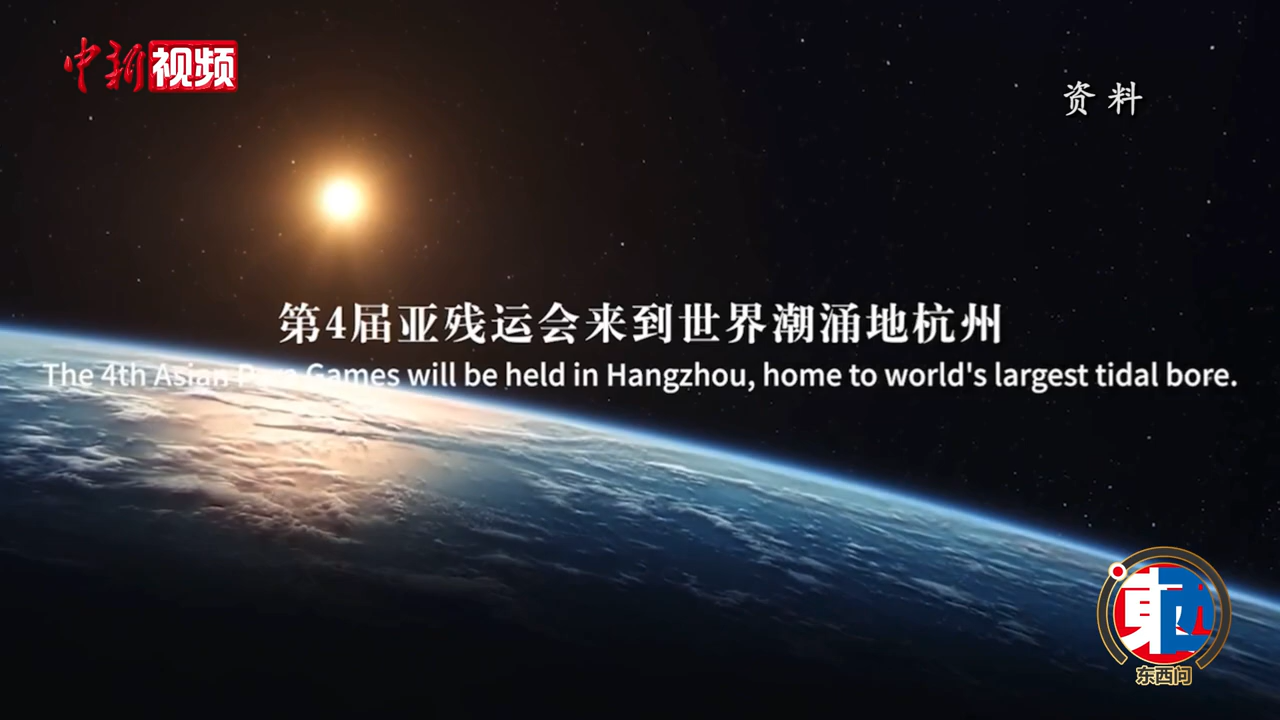 中新视频
资料
第4届亚残运会来到世界潮涌地杭州
The 4th Asian Para Games will be held in Hangzhou, home to world's largest tidal bore.
东西问